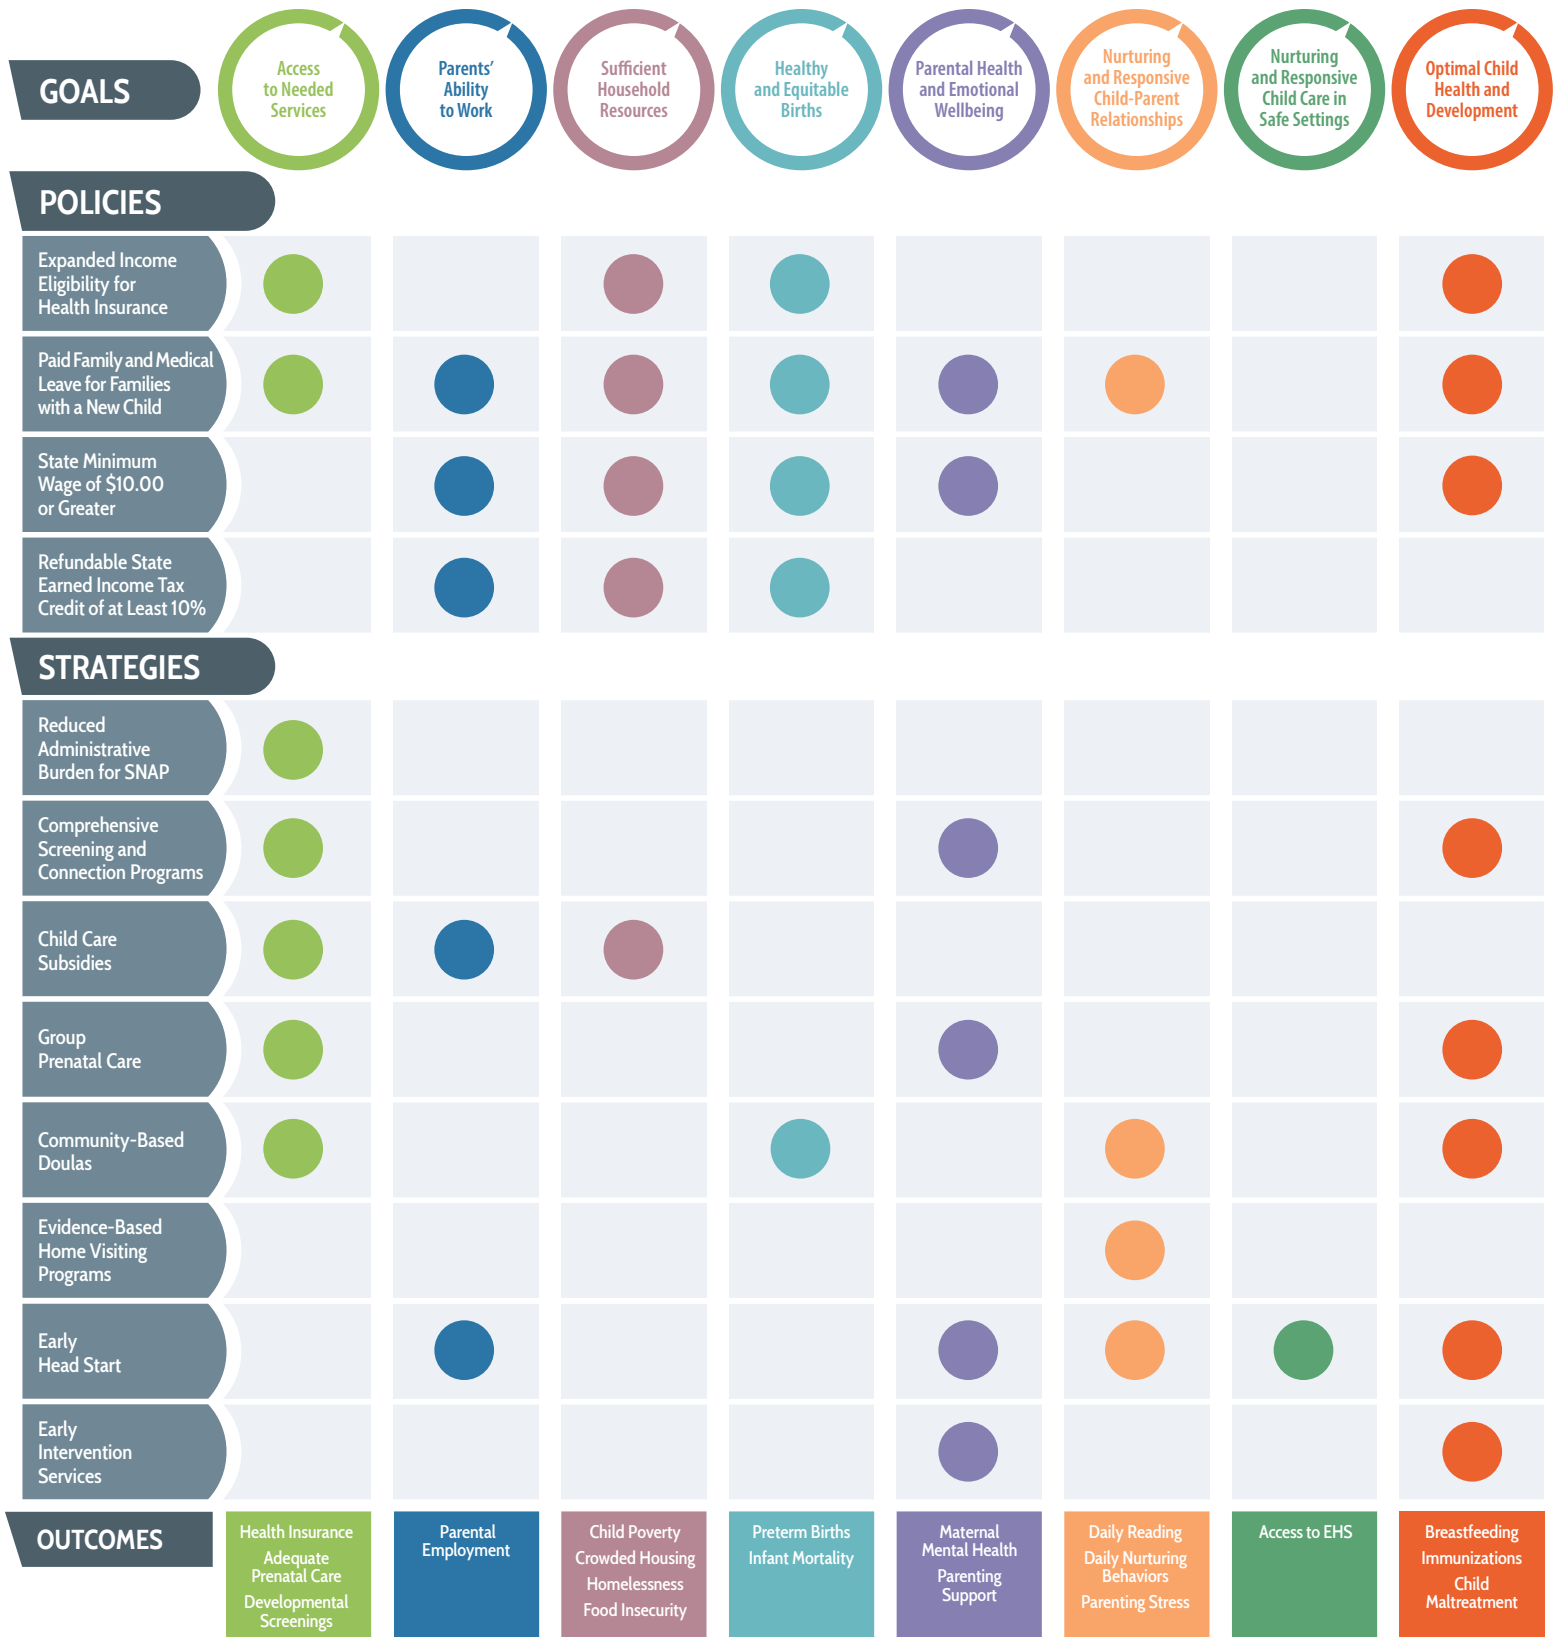 GOALS
Access
to Needed
Services
Parents'
Ability
to Work
Sufficient
Household
Resources
Healthy
and Equitable
Births
Parental Health
and Emotional
Wellbeing
Nurturing
and Responsive
Child-Parent
Relationships
Nurturing
and Responsive
Child Care in
Safe Settings
Optimal Child
Health and
Development
POLICIES
Expanded Income
Eligibility for
Health Insurance
Paid Family and Medical
Leave for Families
with a New Child
State Minimum
Wage of $10.00
or Greater
Refundable State
Earned Income Tax
Credit of at Least 10%
STRATEGIES
Reduced
Administrative
Burden for SNAP
Comprehensive
Screening and
Connection Programs
Child Care
Subsidies
Group
Prenatal Care
Community-Based
Doulas
Evidence-Based
Home Visiting
Programs
Early
Head Start
Early
Intervention
Services
OUTCOMES
Health Insurance
Adequate
Prenatal Care
Developmental
Screenings
Parental
Employment
Child Poverty
Crowded Housing
Homelessness
Food Insecurity
Preterm Births
Infant Mortality
Maternal
Mental Health
Parenting
Support
Daily Reading
Daily Nurturing
Behaviors
Parenting Stress
Access to EHS
Breastfeeding
Immunizations
Child
Maltreatment